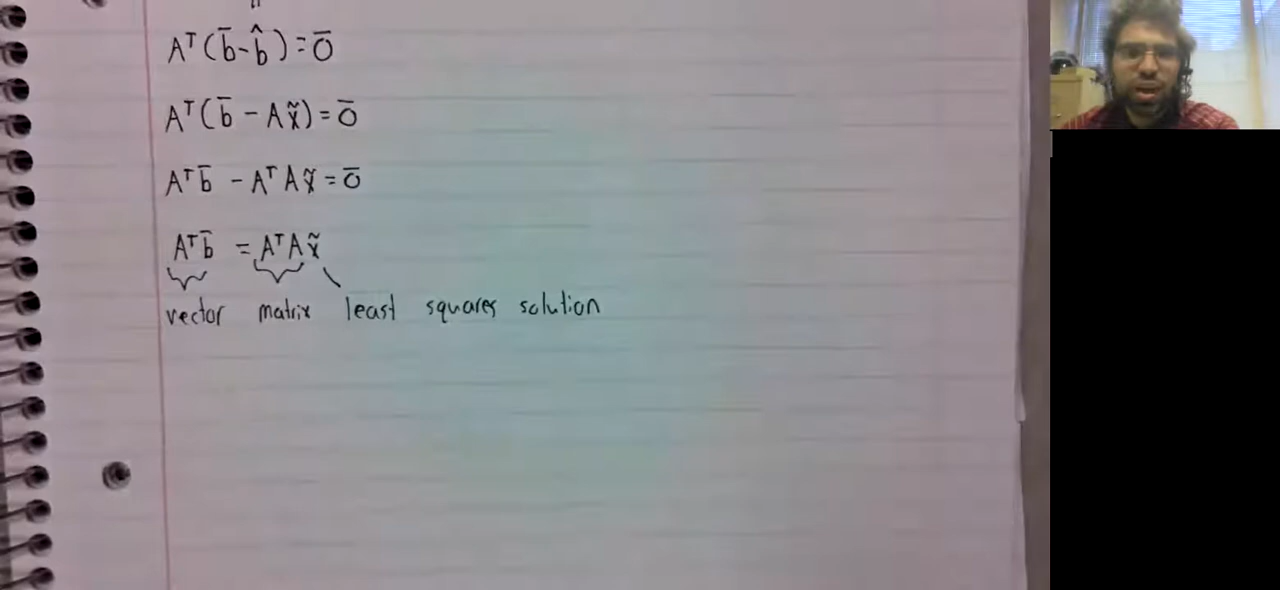 Aᵀ(b̄-b̂)=0̄
Aᵀ(b̄ - Ax̃)=0̄
Aᵀb̄ - AᵀAx̃=0̄
Aᵀb̄ = AᵀAx̃
vector matrix least squares solution